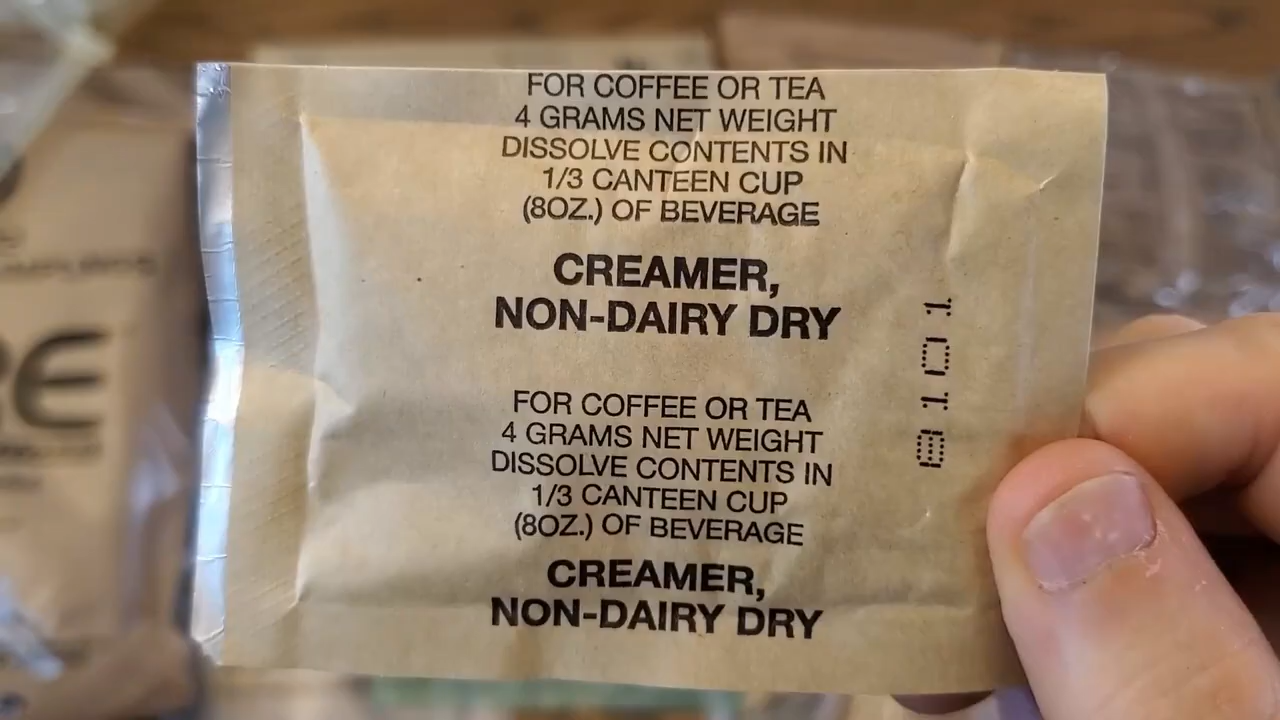 FOR COFFEE OR TEA
4 GRAMS NET WEIGHT
DISSOLVE CONTENTS IN
1/3 CANTEEN CUP
(8OZ.) OF BEVERAGE
CREAMER,
NON-DAIRY DRY
FOR COFFEE OR TEA
4 GRAMS NET WEIGHT
DISSOLVE CONTENTS IN
1/3 CANTEEN CUP
(8OZ.) OF BEVERAGE
CREAMER,
NON-DAIRY DRY
8101